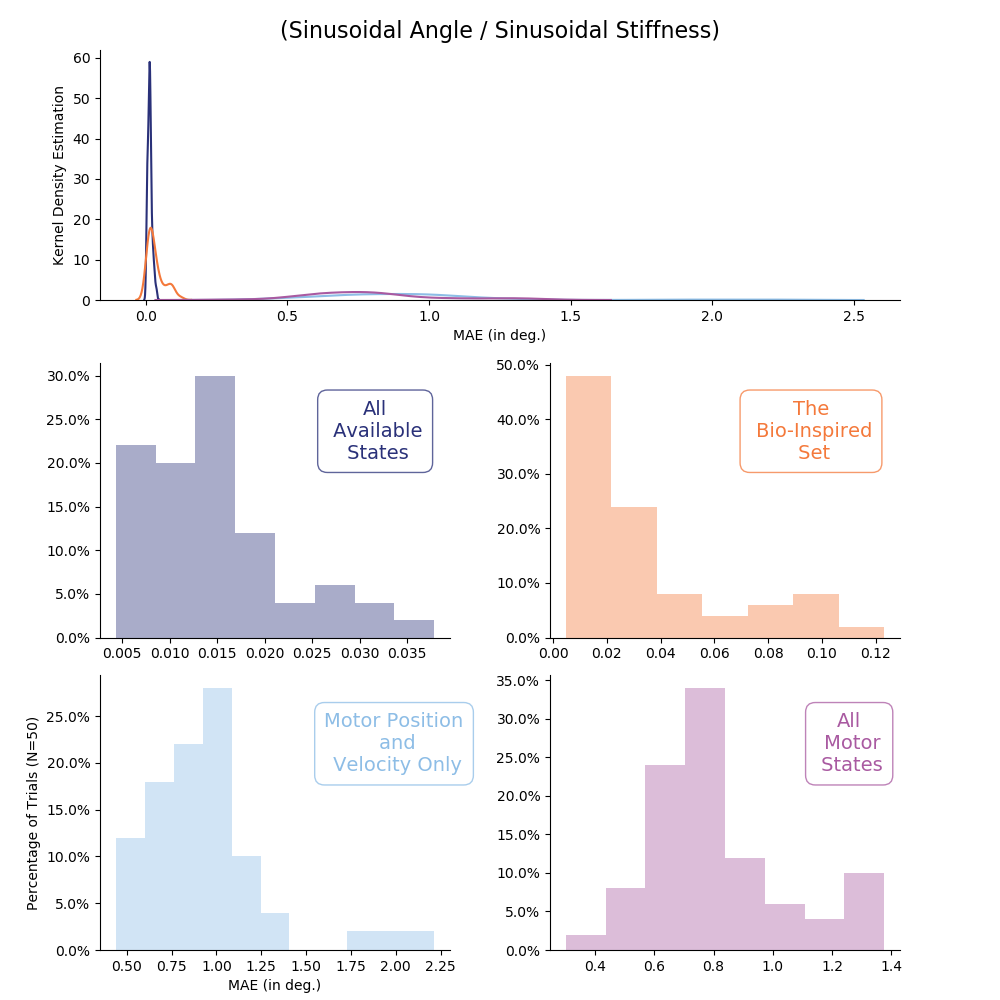 (Sinusoidal Angle / Sinusoidal Stiffness)
60
50
40
30
20
10
0
Kernel Density Estimation
0.0 0.5 1.0 1.5 2.0 2.5
MAE (in deg.)
30.0%
25.0%
20.0%
15.0%
10.0%
5.0%
0.0%
All
Available
States
0.005 0.010 0.015 0.020 0.025 0.030 0.035
50.0%
40.0%
30.0%
20.0%
10.0%
0.0%
The
Bio-Inspired
Set
0.00 0.02 0.04 0.06 0.08 0.10 0.12
Percentage of Trials (N=50)
25.0%
20.0%
15.0%
10.0%
5.0%
0.0%
Motor Position
and
Velocity Only
0.50 0.75 1.00 1.25 1.50 1.75 2.00 2.25
MAE (in deg.)
35.0%
30.0%
25.0%
20.0%
15.0%
10.0%
5.0%
0.0%
All
Motor
States
0.4 0.6 0.8 1.0 1.2 1.4